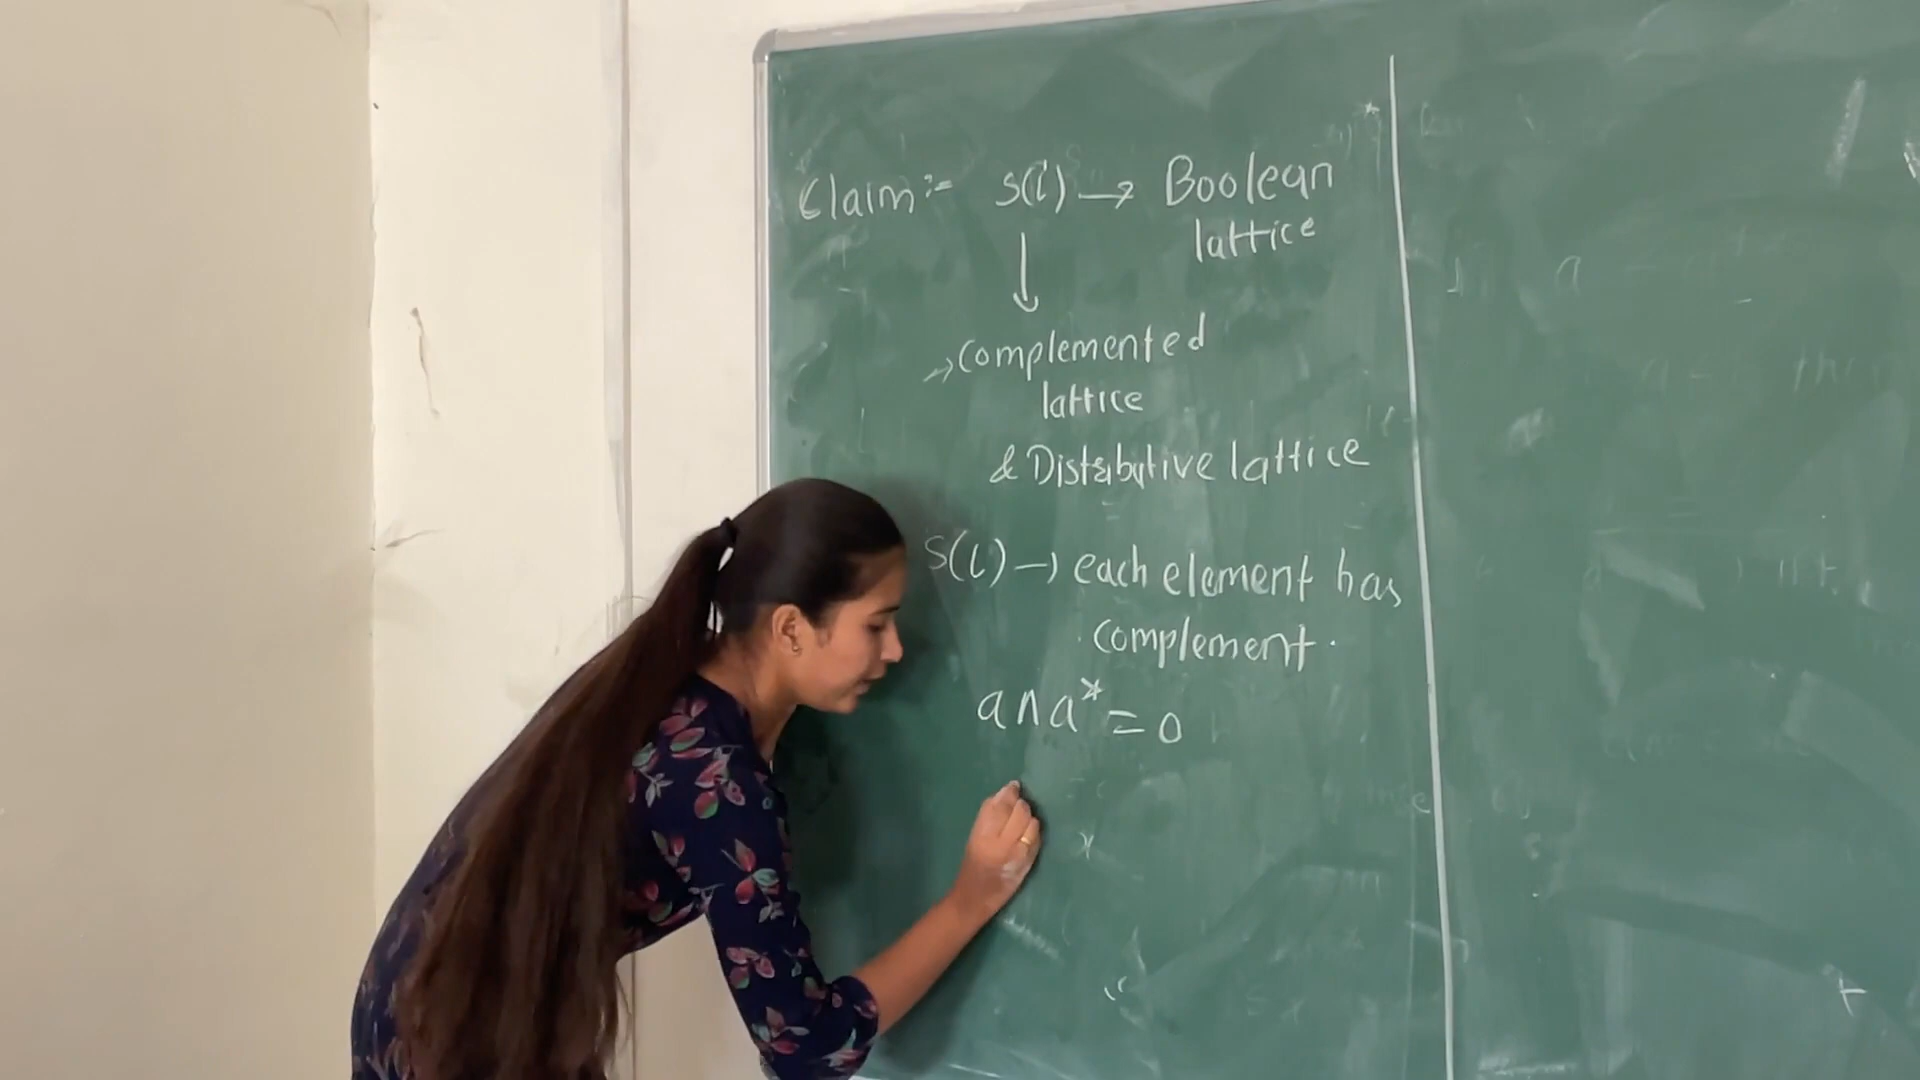 Claim:- S(L) → Boolean
lattice
↓
→ Complemented
lattice
& Distributive lattice
S(L) → each element has
complement.
a ∧ a* = 0